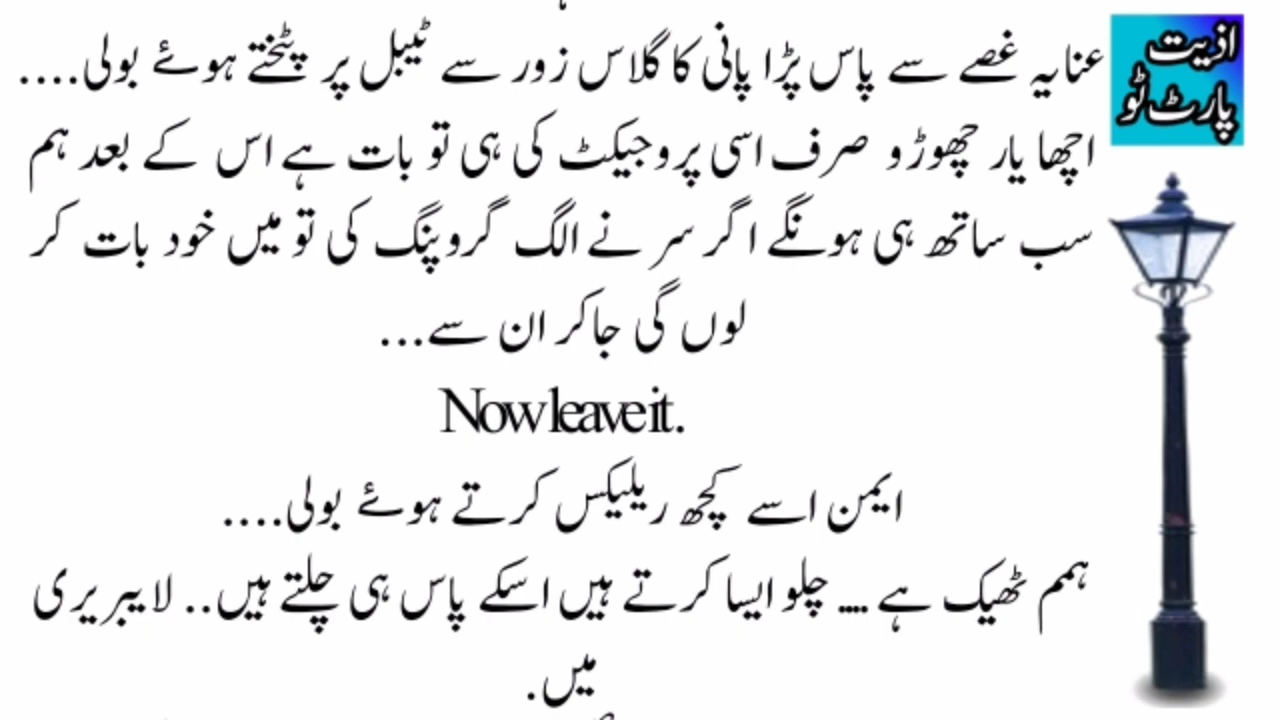 عنایہ غصے سے پاس پڑا پانی کا گلاس زور سے ٹیبل پر پٹختے ہوئے بولی....
اچھا یار چھوڑو صرف اسی پروجیکٹ کی ہی تو بات ہے اس کے بعد ہم
سب ساتھ ہی ہونگے اگر سر نے الگ گروپنگ کی تو میں خود بات کر
لوں گی جاکر ان سے...
Now leave it.
ایمن اسے کچھ ریلیکس کرتے ہوئے بولی....
ہمم ٹھیک ہے .... چلو ایسا کرتے ہیں اسکے پاس ہی چلتے ہیں.. لایبریری
میں.
اذیت
پارٹ ٹو